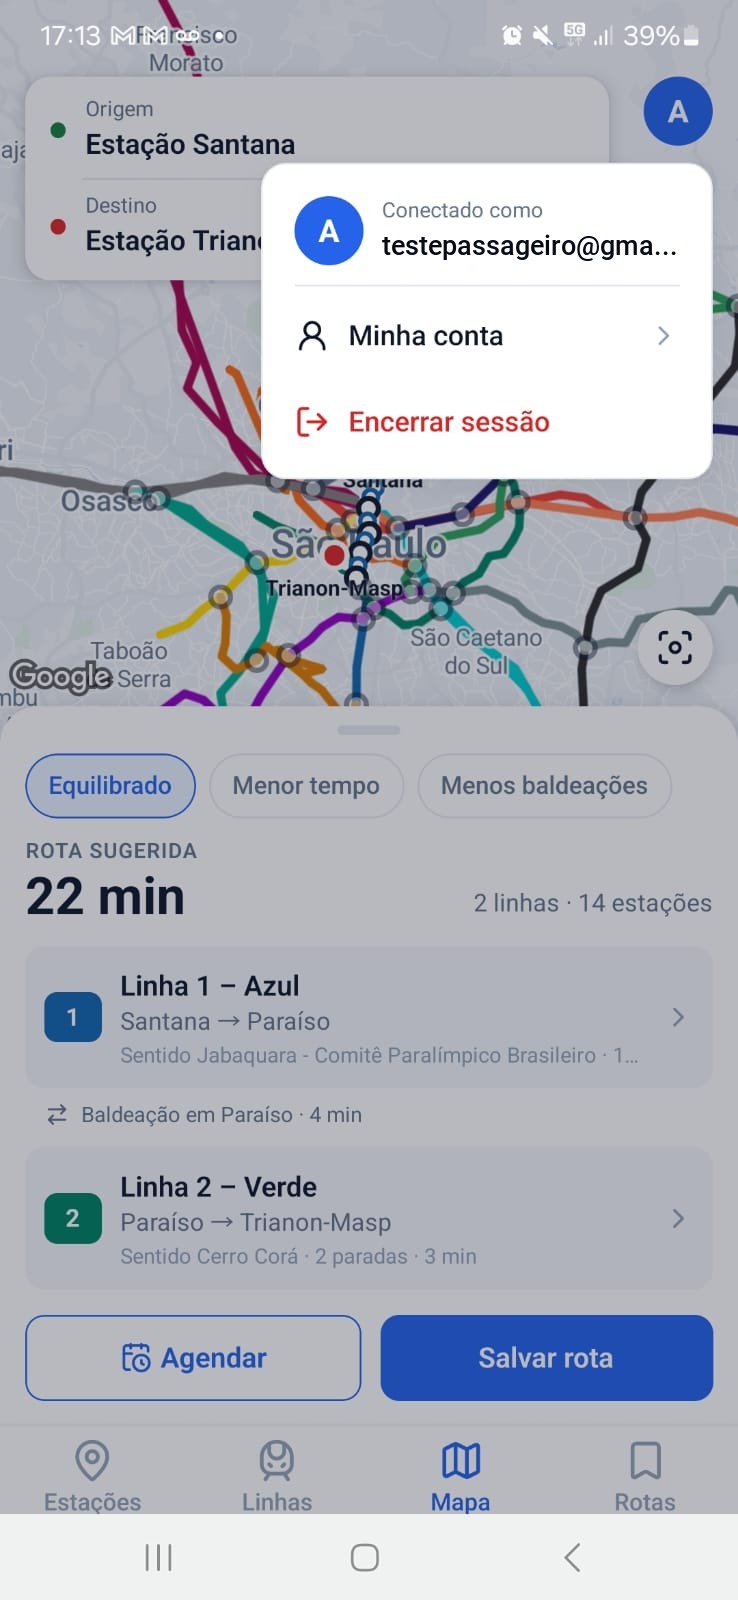 17:13
5G
39%
Francisco
Morato
Origem
Estação Santana
A
Destino
Estação Trian
A
Conectado como
testepassageiro@gma...
Minha conta
Encerrar sessão
Santana
Osasco
São Paulo
Trianon-Masp
São Caetano
do Sul
Taboão
Serra
Google
mbu
Equilibrado
Menor tempo
Menos baldeações
ROTA SUGERIDA
22 min
2 linhas · 14 estações
1
Linha 1 – Azul
Santana → Paraíso
Sentido Jabaquara - Comitê Paralímpico Brasileiro · 1...
Baldeação em Paraíso · 4 min
2
Linha 2 – Verde
Paraíso → Trianon-Masp
Sentido Cerro Corá · 2 paradas · 3 min
Agendar
Salvar rota
Estações
Linhas
Mapa
Rotas